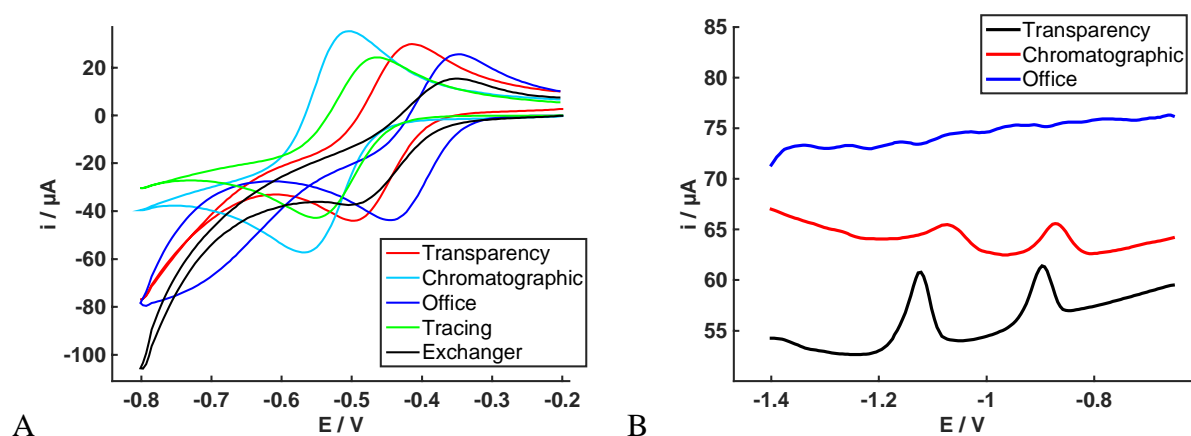 20
0
-20
-40
-60
-80
-100
i / µA
-0.8 -0.7 -0.6 -0.5 -0.4 -0.3 -0.2
E / V
Transparency
Chromatographic
Office
Tracing
Exchanger
A
85
80
75
70
65
60
55
i / µA
-1.4 -1.2 -1 -0.8
E / V
Transparency
Chromatographic
Office
B